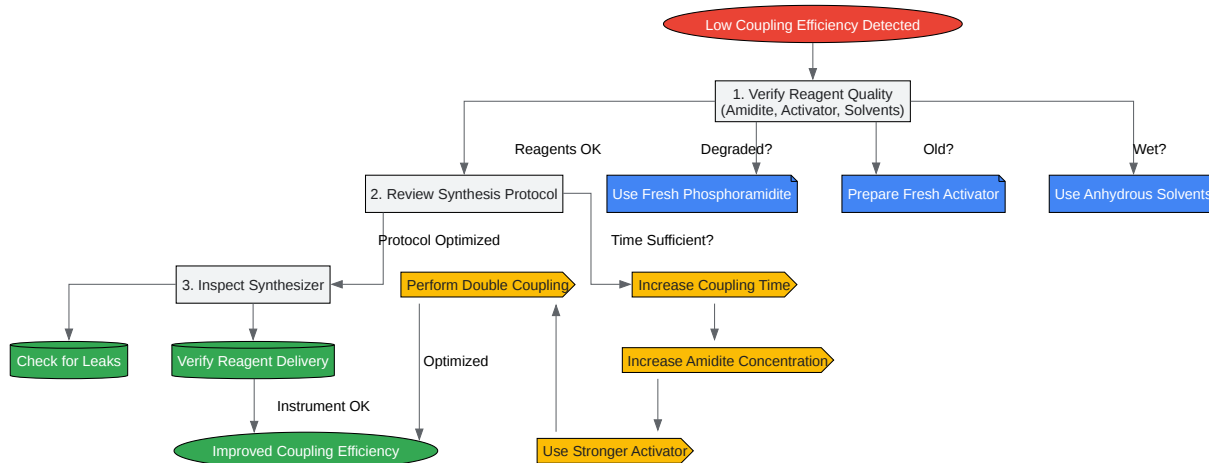 Low Coupling Efficiency Detected
1. Verify Reagent Quality
(Amidite, Activator, Solvents)
Reagents OK
Degraded?
Old?
Wet?
2. Review Synthesis Protocol
Use Fresh Phosphoramidite
Prepare Fresh Activator
Use Anhydrous Solvents
Protocol Optimized
Time Sufficient?
3. Inspect Synthesizer
Perform Double Coupling
Increase Coupling Time
Check for Leaks
Verify Reagent Delivery
Optimized
Increase Amidite Concentration
Instrument OK
Improved Coupling Efficiency
Use Stronger Activator